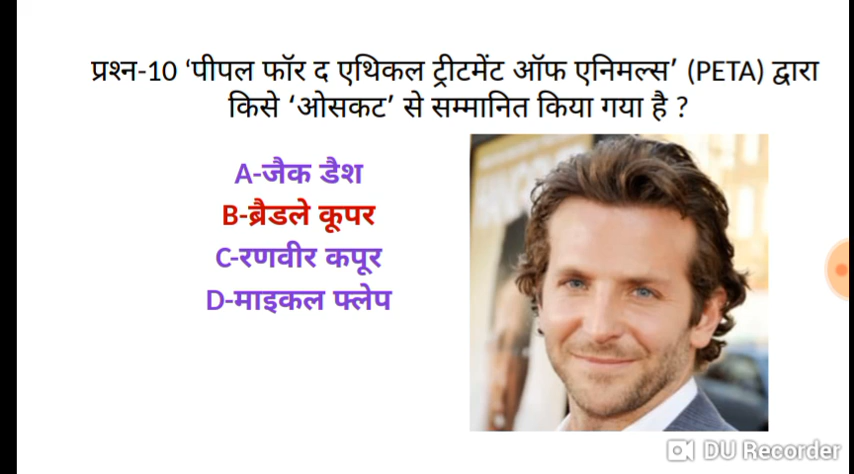 प्रश्न-10 ‘पीपल फॉर द एथिकल ट्रीटमेंट ऑफ एनिमल्स’ (PETA) द्वारा
किसे ‘ओसकट’ से सम्मानित किया गया है ?
A-जैक डैश
B-ब्रैडले कूपर
C-रणवीर कपूर
D-माइकल फ्लेप
DU Recorder